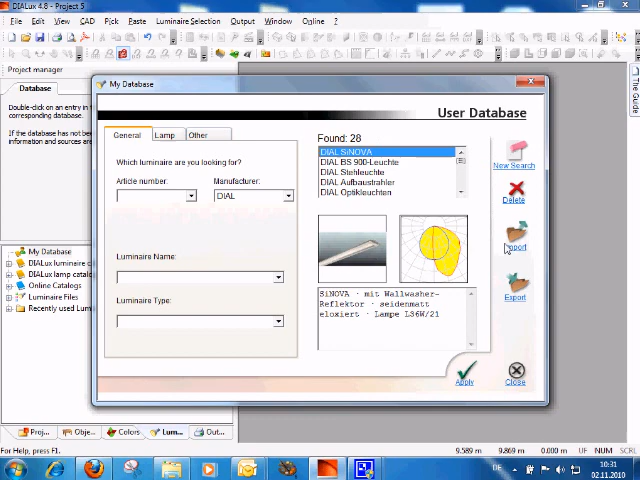 DIALux 4.8 - Project 5
File Edit View CAD Pick Paste Luminaire Selection Output Window Online ?
Project manager
Database
Double-click on an entry in th
corresponding database.
If the database has not be
information and sources are
My Database
DIALux luminaire c
DIALux lamp catalo
Online Catalogs
Luminaire Files
Recently used Lumi
Proj... Obje... Colors Lum... Out...
The Guide
My Database
User Database
General Lamp Other
Which luminaire are you looking for?
Article number: Manufacturer:
DIAL
Luminaire Name:
Luminaire Type:
Found: 28
DIAL SiNOVA
DIAL BS 900-Leuchte
DIAL Stehleuchte
DIAL Aufbaustrahler
DIAL Optikleuchten
SiNOVA · mit Wallwasher-
Reflektor · seidenmatt
eloxiert · Lampe L36W/21
New Search
Delete
Import
Export
Apply
Close
For Help, press F1.
9.589 m 9.869 m 0.000 m UF NUM SCRL
DE
10:31
02.11.2010